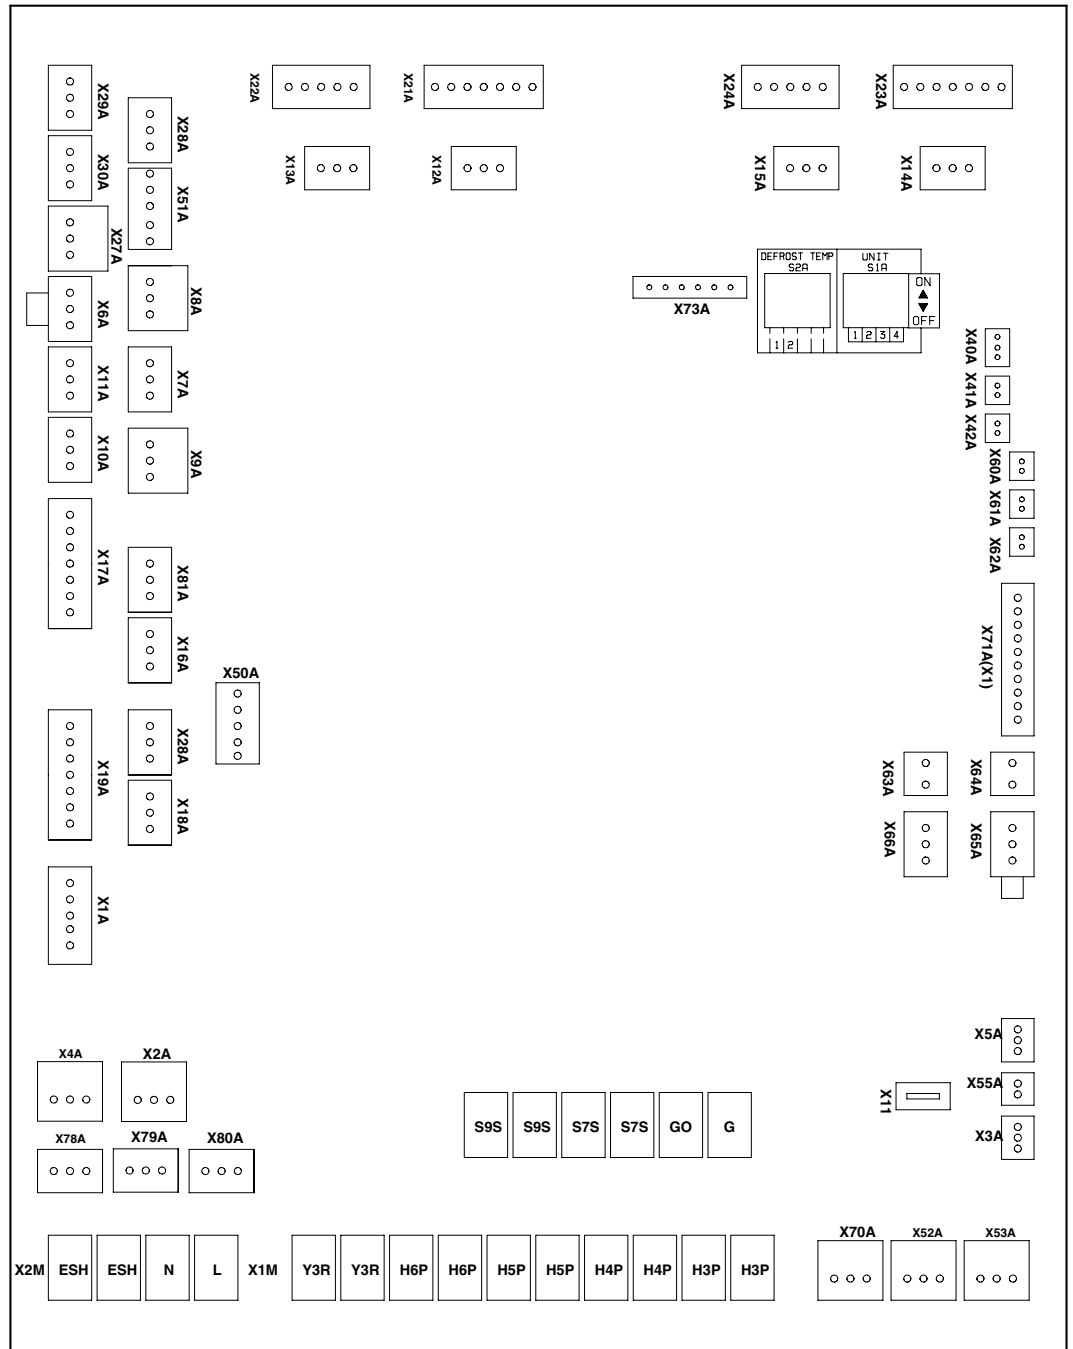 X22A
X21A
X24A
X23A
X29A
X28A
X13A
X12A
X15A
X14A
X30A
X51A
X27A
X8A
DEFROST TEMP
S2A
UNIT
S1A
ON
OFF
1 2
1 2 3 4
X73A
X6A
X40A
X11A
X7A
X41A
X42A
X10A
X9A
X60A
X61A
X62A
X17A
X81A
X16A
X71A(X1)
X50A
X19A
X28A
X18A
X63A
X64A
X66A
X65A
X1A
X5A
X4A
X2A
X55A
X11
X3A
S9S S9S S7S S7S GO G
X78A
X79A
X80A
X70A
X52A
X53A
X2M ESH ESH N L X1M Y3R Y3R H6P H6P H5P H5P H4P H4P H3P H3P